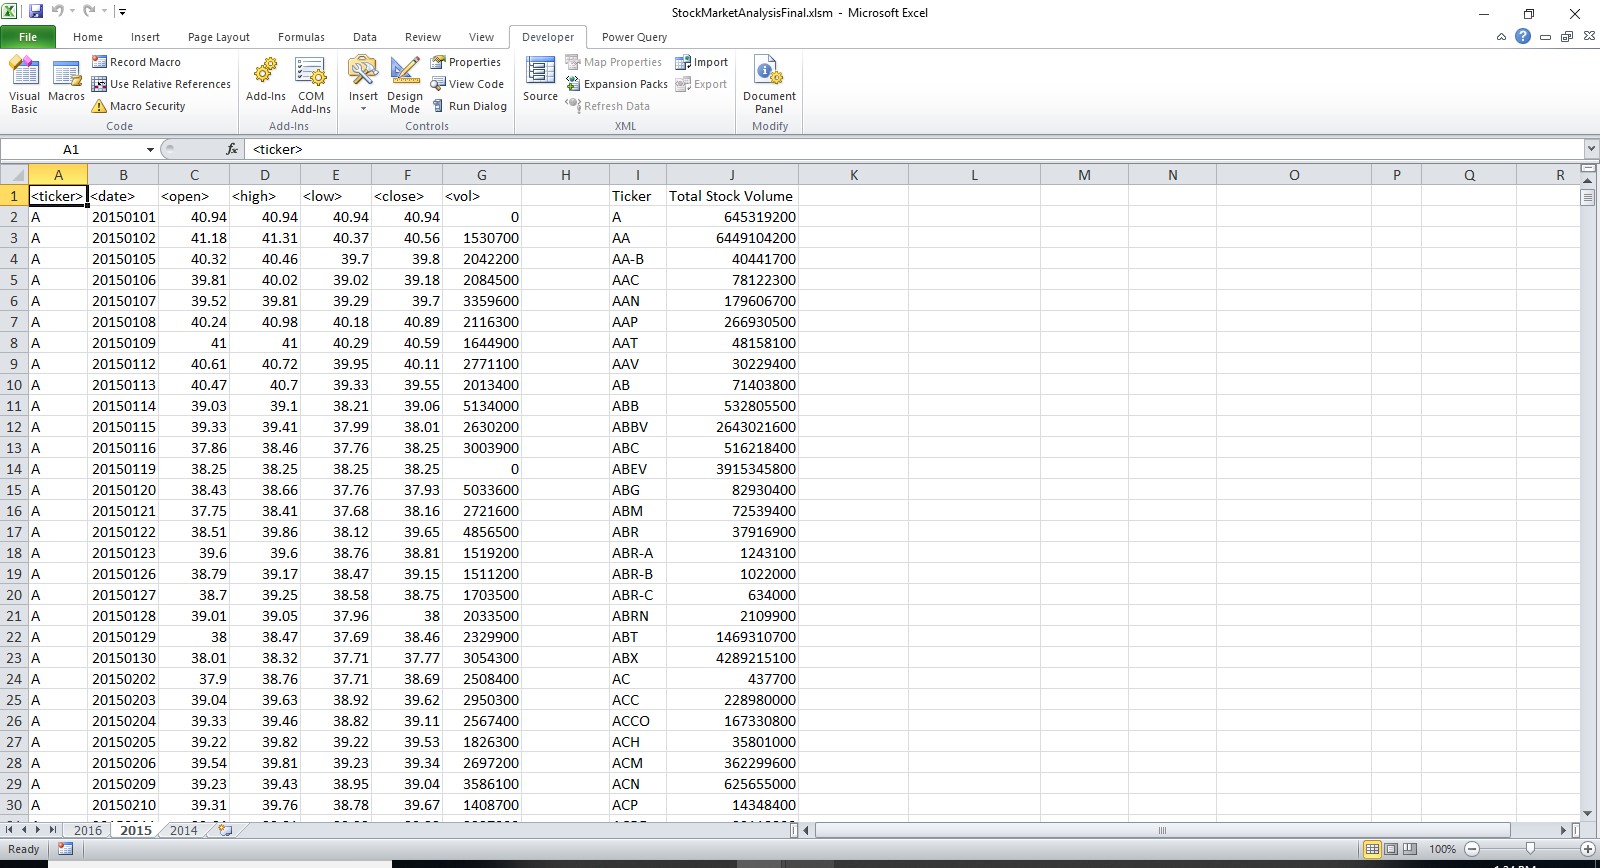 StockMarketAnalysisFinal.xlsm - Microsoft Excel
File Home Insert Page Layout Formulas Data Review View Developer Power Query
Visual Basic
Macros
Record Macro
Use Relative References
Macro Security
Code
Add-Ins
COM Add-Ins
Add-Ins
Insert
Design Mode
Properties
View Code
Run Dialog
Controls
Source
Map Properties
Expansion Packs
Refresh Data
Import
Export
XML
Document Panel
Modify
A1 fx <ticker>
A B C D E F G H I J K L M N O P Q R
1 <ticker> <date> <open> <high> <low> <close> <vol> Ticker Total Stock Volume
2 A 20150101 40.94 40.94 40.94 40.94 0 A 645319200
3 A 20150102 41.18 41.31 40.37 40.56 1530700 AA 6449104200
4 A 20150105 40.32 40.46 39.7 39.8 2042200 AA-B 40441700
5 A 20150106 39.81 40.02 39.02 39.18 2084500 AAC 78122300
6 A 20150107 39.52 39.81 39.29 39.7 3359600 AAN 179606700
7 A 20150108 40.24 40.98 40.18 40.89 2116300 AAP 266930500
8 A 20150109 41 41 40.29 40.59 1644900 AAT 48158100
9 A 20150112 40.61 40.72 39.95 40.11 2771100 AAV 30229400
10 A 20150113 40.47 40.7 39.33 39.55 2013400 AB 71403800
11 A 20150114 39.03 39.1 38.21 39.06 5134000 ABB 532805500
12 A 20150115 39.33 39.41 37.99 38.01 2630200 ABBV 2643021600
13 A 20150116 37.86 38.46 37.76 38.25 3003900 ABC 516218400
14 A 20150119 38.25 38.25 38.25 38.25 0 ABEV 3915345800
15 A 20150120 38.43 38.66 37.76 37.93 5033600 ABG 82930400
16 A 20150121 37.75 38.41 37.68 38.16 2721600 ABM 72539400
17 A 20150122 38.51 39.86 38.12 39.65 4856500 ABR 37916900
18 A 20150123 39.6 39.6 38.76 38.81 1519200 ABR-A 1243100
19 A 20150126 38.79 39.17 38.47 39.15 1511200 ABR-B 1022000
20 A 20150127 38.7 39.25 38.58 38.75 1703500 ABR-C 634000
21 A 20150128 39.01 39.05 37.96 38 2033500 ABRN 2109900
22 A 20150129 38 38.47 37.69 38.46 2329900 ABT 1469310700
23 A 20150130 38.01 38.32 37.71 37.77 3054300 ABX 4289215100
24 A 20150202 37.9 38.76 37.71 38.69 2508400 AC 437700
25 A 20150203 39.04 39.63 38.92 39.62 2950300 ACC 228980000
26 A 20150204 39.33 39.46 38.82 39.11 2567400 ACCO 167330800
27 A 20150205 39.22 39.82 39.22 39.53 1826300 ACH 35801000
28 A 20150206 39.54 39.81 39.23 39.34 2697200 ACM 362299600
29 A 20150209 39.23 39.43 38.95 39.04 3586100 ACN 625655000
30 A 20150210 39.31 39.76 38.78 39.67 1408700 ACP 14348400
2016 2015 2014
Ready 100%